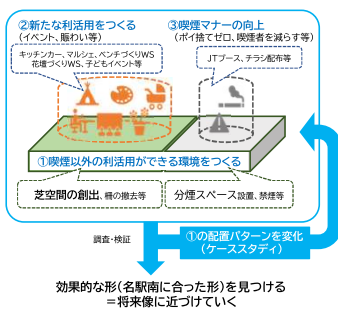 ②新たな利活用をつくる
(イベント、賑わい等)
キッチンカー、マルシェ、ベンチづくりWS
花壇づくりWS、子どもイベント等
③喫煙マナーの向上
(ポイ捨てゼロ、喫煙者を減らす等)
JTブース、チラシ配布等
①喫煙以外の利活用ができる環境をつくる
芝空間の創出、柵の撤去等
分煙スペース設置、禁煙等
調査・検証
①の配置パターンを変化
(ケーススタディ)
効果的な形(名駅南に合った形)を見つける
＝将来像に近づけていく